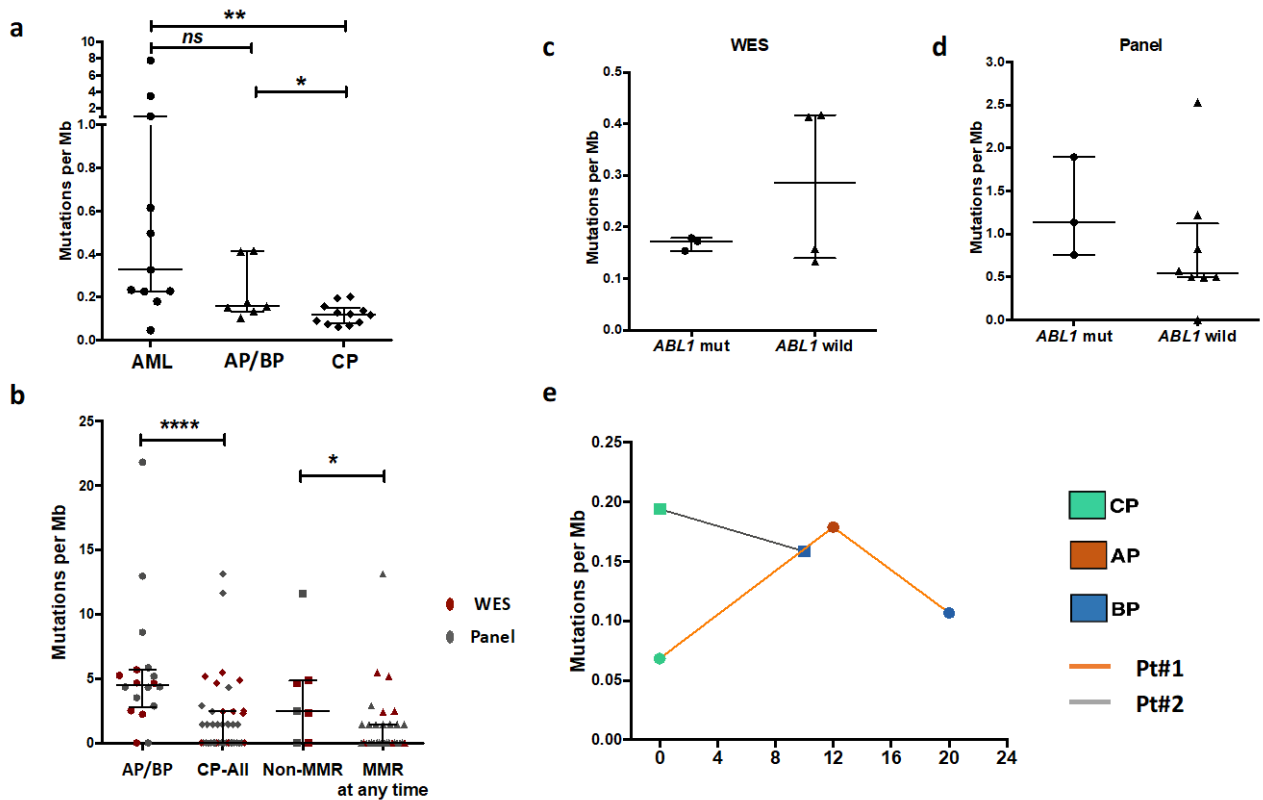 a
**
ns
*
10
8
6
4
2
1.0
0.8
0.6
0.4
0.2
0.0
Mutations per Mb
AML AP/BP CP
c
WES
0.5
0.4
0.3
0.2
0.1
0.0
Mutations per Mb
ABL1 mut ABL1 wild
d
Panel
3.0
2.5
2.0
1.5
1.0
0.5
0.0
Mutations per Mb
ABL1 mut ABL1 wild
b
****
*
25
20
15
10
5
0
Mutations per Mb
AP/BP CP-All Non-MMR MMR
at any time
WES
Panel
e
0.25
0.20
0.15
0.10
0.05
0.00
Mutations per Mb
0 4 8 12 16 20 24
CP
AP
BP
Pt#1
Pt#2